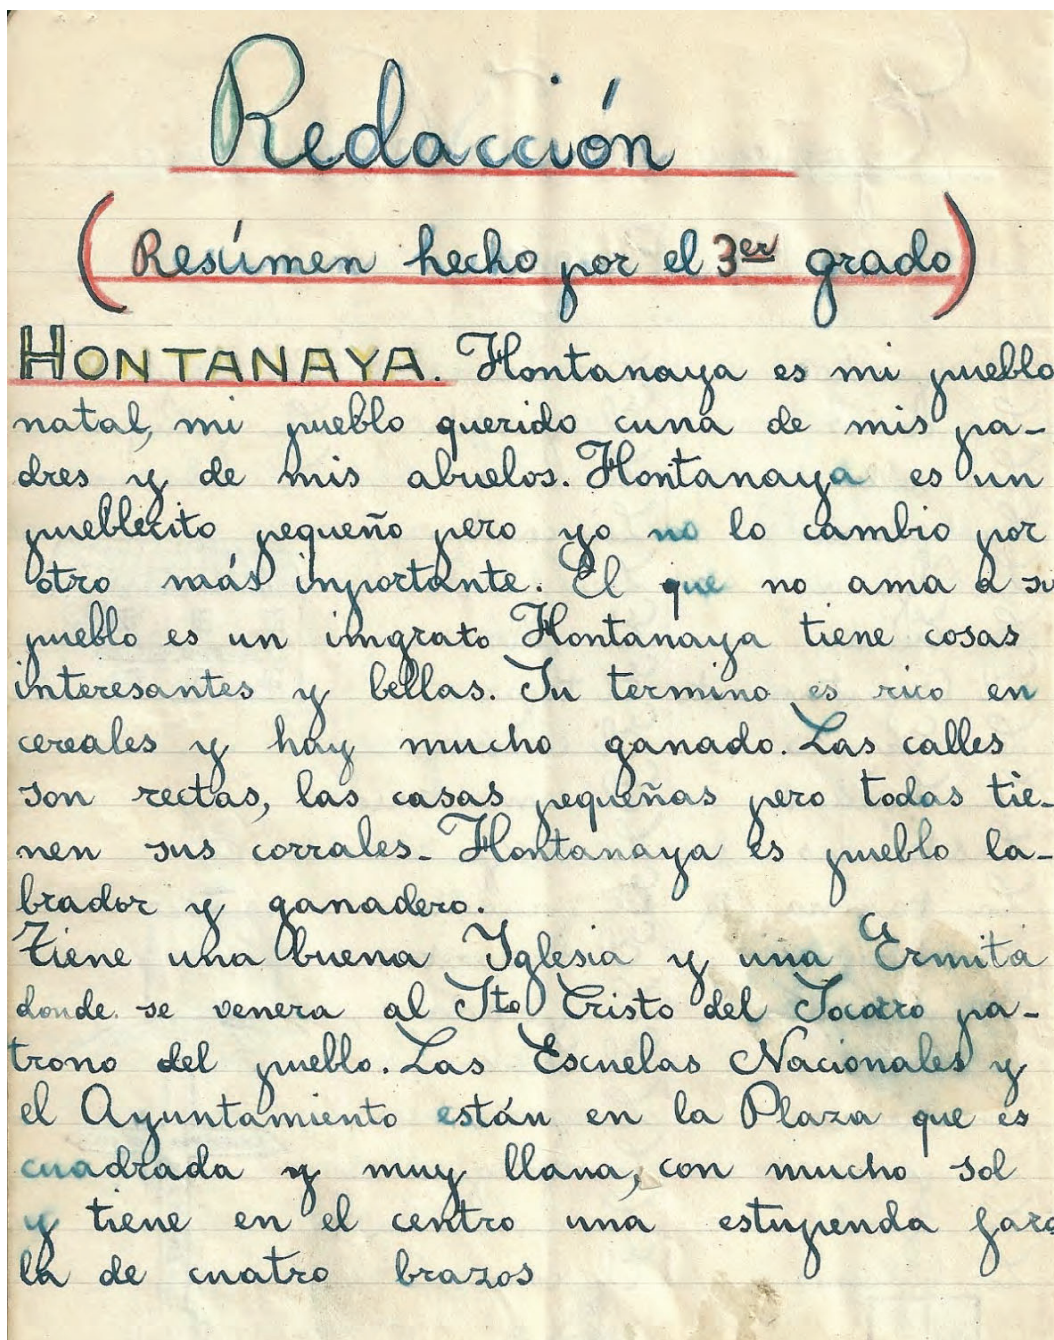 Redacción
(Resúmen hecho por el 3er grado)
HONTANAYA. Hontanaya es mi pueblo
natal, mi pueblo querido cuna de mis pa-
dres y de mis abuelos. Hontanaya es un
pueblecito pequeño pero yo no lo cambio por
otro más inportante. El que no ama a su
pueblo es un imgrato Hontanaya tiene cosas
interesantes y bellas. Su termino es rico en
cereales y hay mucho ganado. Las calles
son rectas, las casas pequeñas pero todas tie-
nen sus corrales. Hontanaya es pueblo la-
brador y ganadero.
Tiene una buena Iglesia y una Ermita
donde se venera al Sto Cristo del Socorro pa-
trono del pueblo. Las Escuelas Nacionales y
el Ayuntamiento están en la Plaza que es
cuadrada y muy llana, con mucho sol
y tiene en el centro una estupenda faro
la de cuatro brazos